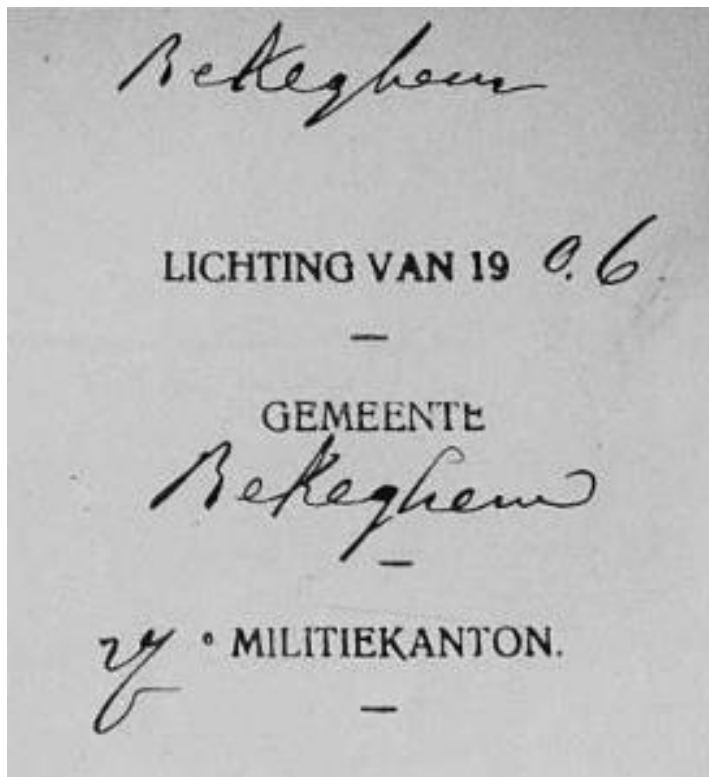 Bekeghem
LICHTING VAN 19 0.6
GEMEENTE
Bekeghem
° MILITIEKANTON.